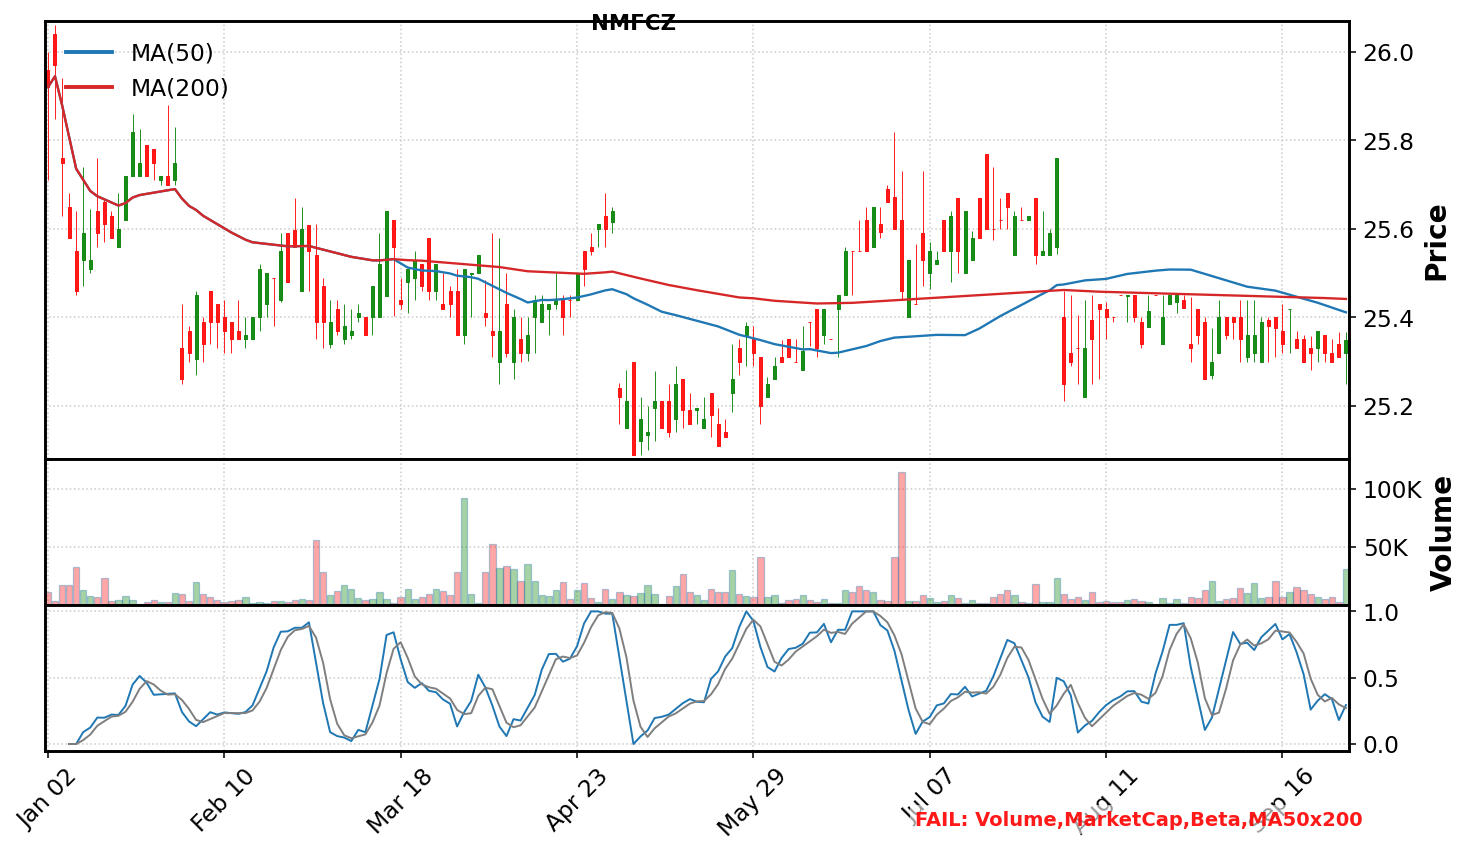 NMFCZ
MA(50)
MA(200)
26.0
25.8
25.6
25.4
25.2
Price
100K
50K
Volume
1.0
0.5
0.0
Jan 02
Feb 10
Mar 18
Apr 23
May 29
Jul 07
Aug 11
Sep 16
FAIL: Volume,MarketCap,Beta,MA50x200